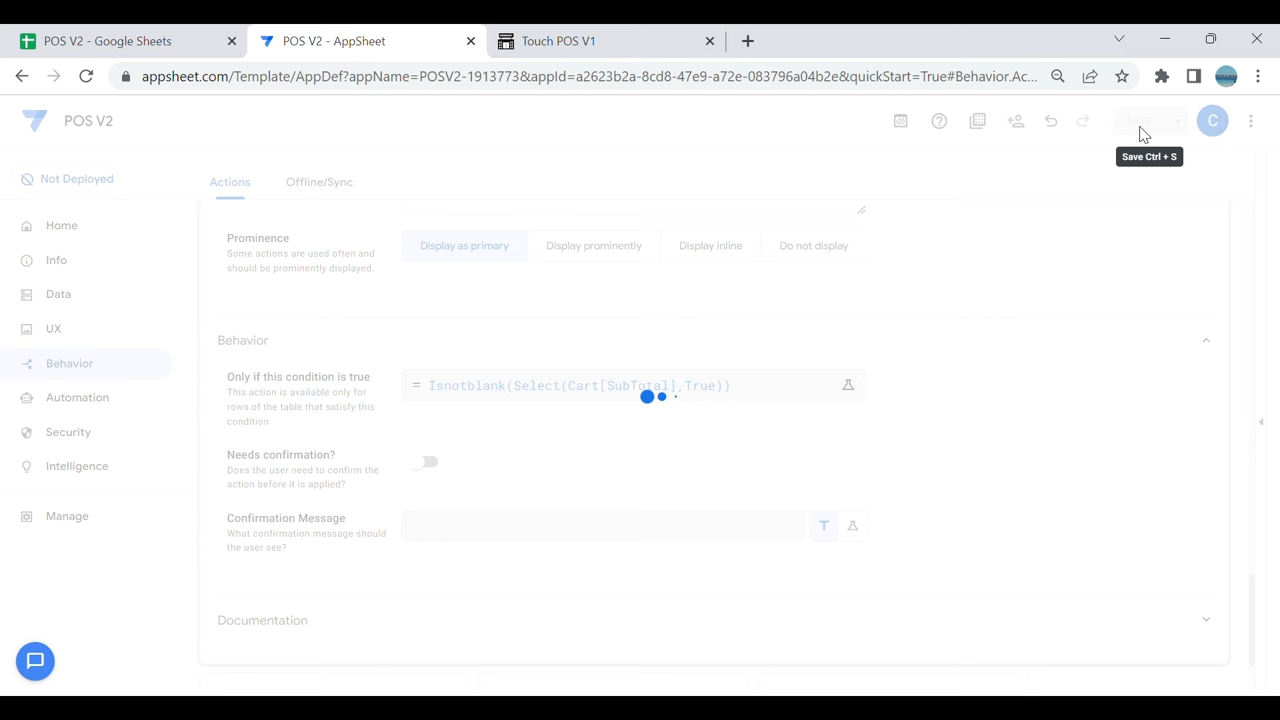 POS V2 - Google Sheets
POS V2 - AppSheet
Touch POS V1
appsheet.com/Template/AppDef?appName=POSV2-1913773&appId=a2623b2a-8cd8-47e9-a72e-083796a04b2e&quickStart=True#Behavior.Ac...
POS V2
C
Save Ctrl + S
Not Deployed
Actions
Offline/Sync
Home
Info
Data
UX
Behavior
Automation
Security
Intelligence
Manage
Prominence
Some actions are used often and
should be prominently displayed.
Display as primary
Display prominently
Display inline
Do not display
Behavior
Only if this condition is true
This action is available only for
rows of the table that satisfy this
condition
= Isnotblank(Select(Cart[SubTotal],True))
Needs confirmation?
Does the user need to confirm the
action before it is applied?
Confirmation Message
What confirmation message should
the user see?
T
Documentation